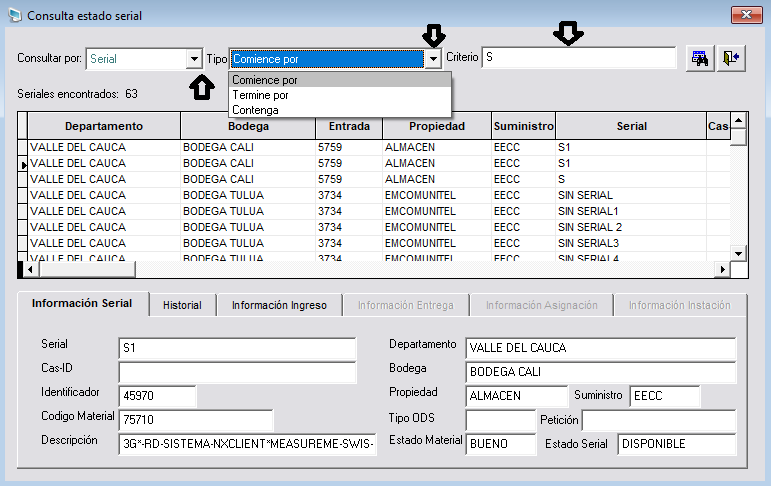 Consulta estado serial
Consultar por: Serial Tipo Comience por Criterio S
Comience por
Termine por
Contenga
Seriales encontrados: 63
Departamento Bodega Entrada Propiedad Suministro Serial Cas
VALLE DEL CAUCA BODEGA CALI 5759 ALMACEN EECC S1
VALLE DEL CAUCA BODEGA CALI 5759 ALMACEN EECC S1
VALLE DEL CAUCA BODEGA CALI 5759 ALMACEN EECC S
VALLE DEL CAUCA BODEGA TULUA 3734 EMCOMUNITEL EECC SIN SERIAL
VALLE DEL CAUCA BODEGA TULUA 3734 EMCOMUNITEL EECC SIN SERIAL1
VALLE DEL CAUCA BODEGA TULUA 3734 EMCOMUNITEL EECC SIN SERIAL 2
VALLE DEL CAUCA BODEGA TULUA 3734 EMCOMUNITEL EECC SIN SERIAL3
VALLE DEL CAUCA BODEGA TULUA 3734 EMCOMUNITEL EECC SIN SERIAL4
Información Serial Historial Información Ingreso Información Entrega Información Asignación Información Instación
Serial S1 Departamento VALLE DEL CAUCA
Cas-ID Bodega BODEGA CALI
Identificador 45970 Propiedad ALMACEN Suministro EECC
Codigo Material 75710 Tipo ODS Petición
Descripción 3G*-RD-SISTEMA-NXCLIENT*MEASUREME-SWIS- Estado Material BUENO Estado Serial DISPONIBLE